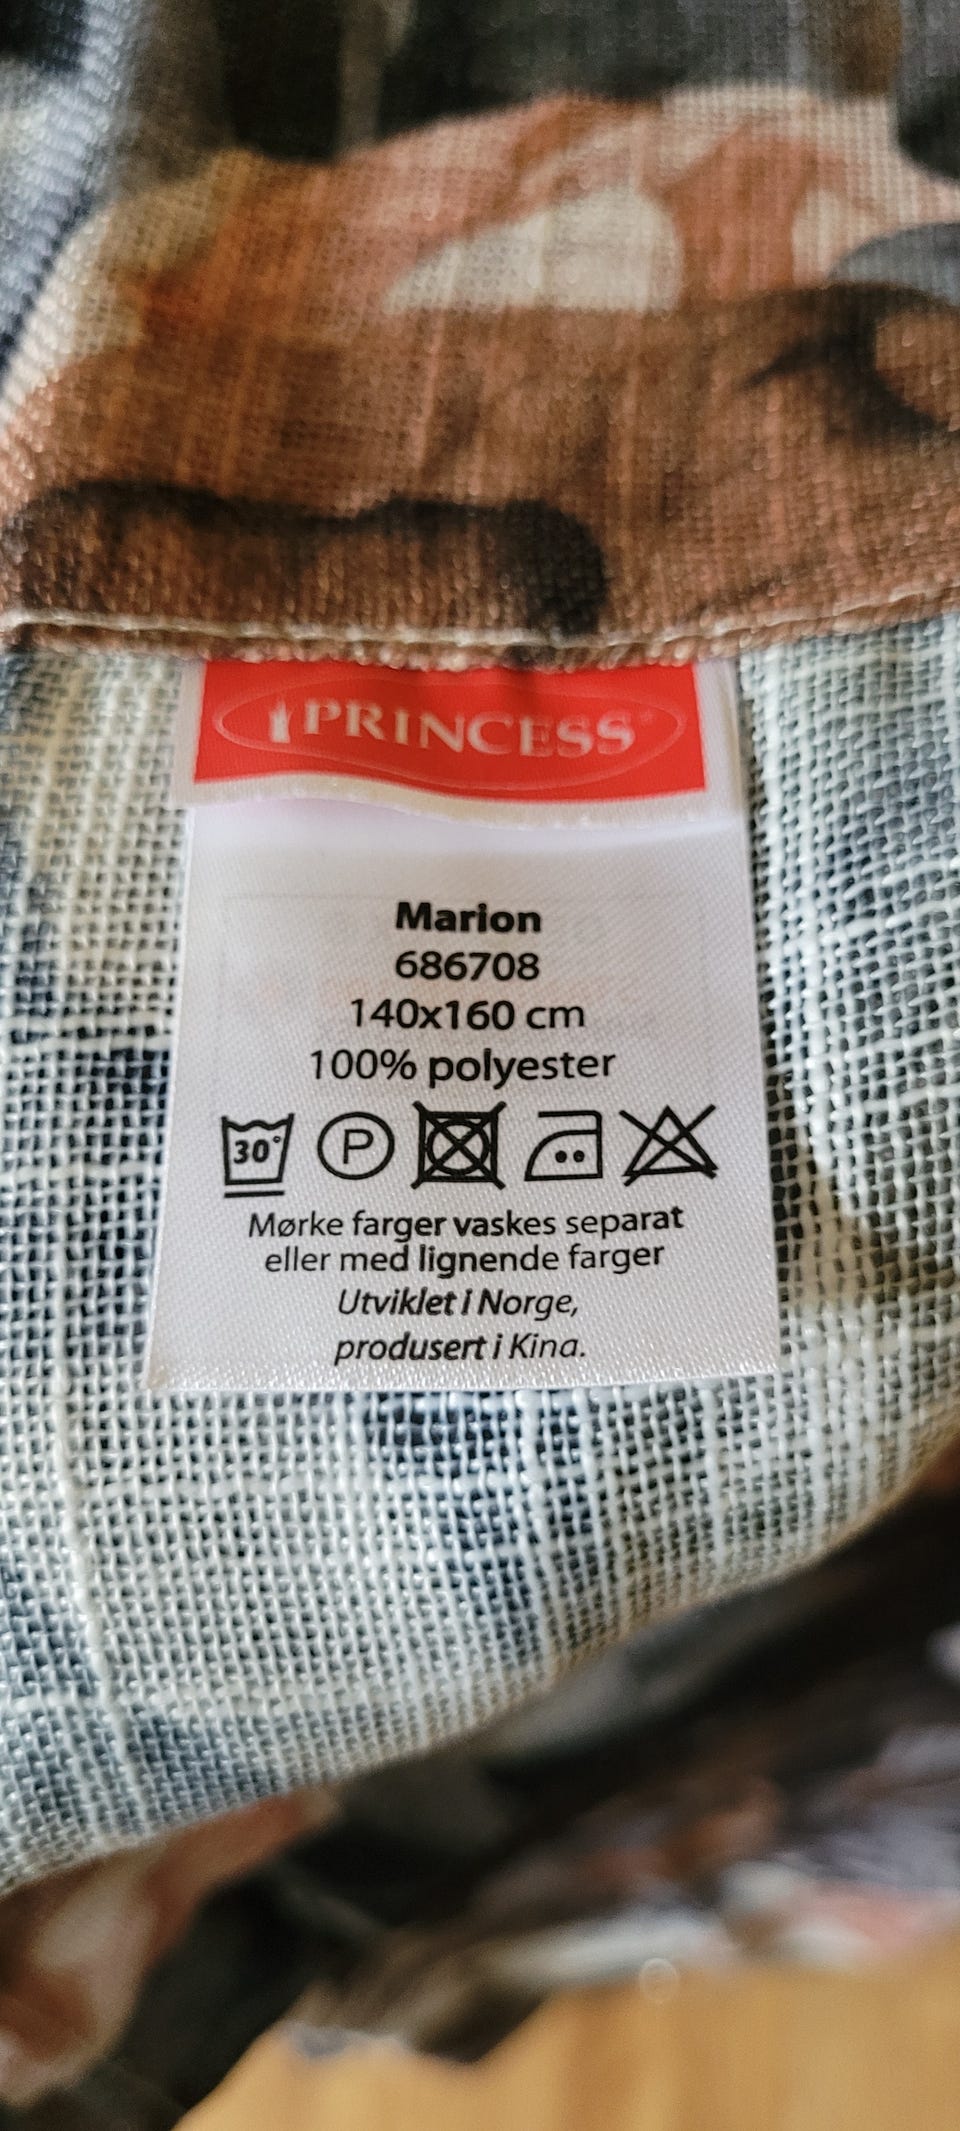 PRINCESS
Marion
686708
140x160 cm
100% polyester
30° P
Mørke farger vaskes separat
eller med lignende farger
Utviklet i Norge,
produsert i Kina.